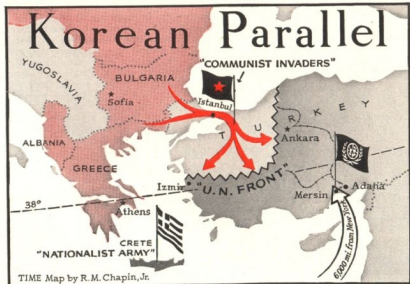 Korean Parallel
"COMMUNIST INVADERS"
YUGOSLAVIA
BULGARIA
Sofia
Istanbul
TURKEY
Ankara
ALBANIA
GREECE
Izmir
"U.N. FRONT"
Adana
Mersin
38°
Athens
CRETE
"NATIONALIST ARMY"
6,000 mi. from New York
TIME Map by R.M. Chapin, Jr.